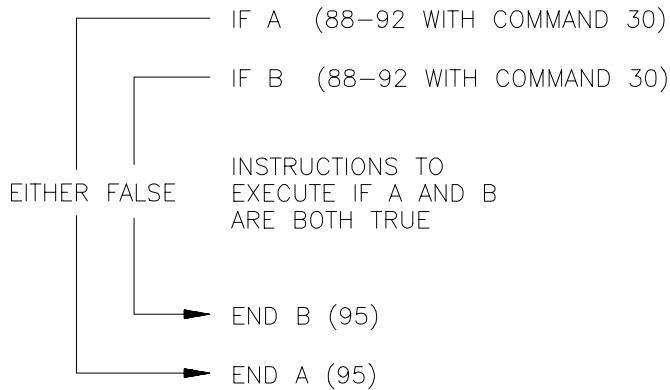 IF A (88-92 WITH COMMAND 30)
IF B (88-92 WITH COMMAND 30)
EITHER FALSE
INSTRUCTIONS TO
EXECUTE IF A AND B
ARE BOTH TRUE
END B (95)
END A (95)